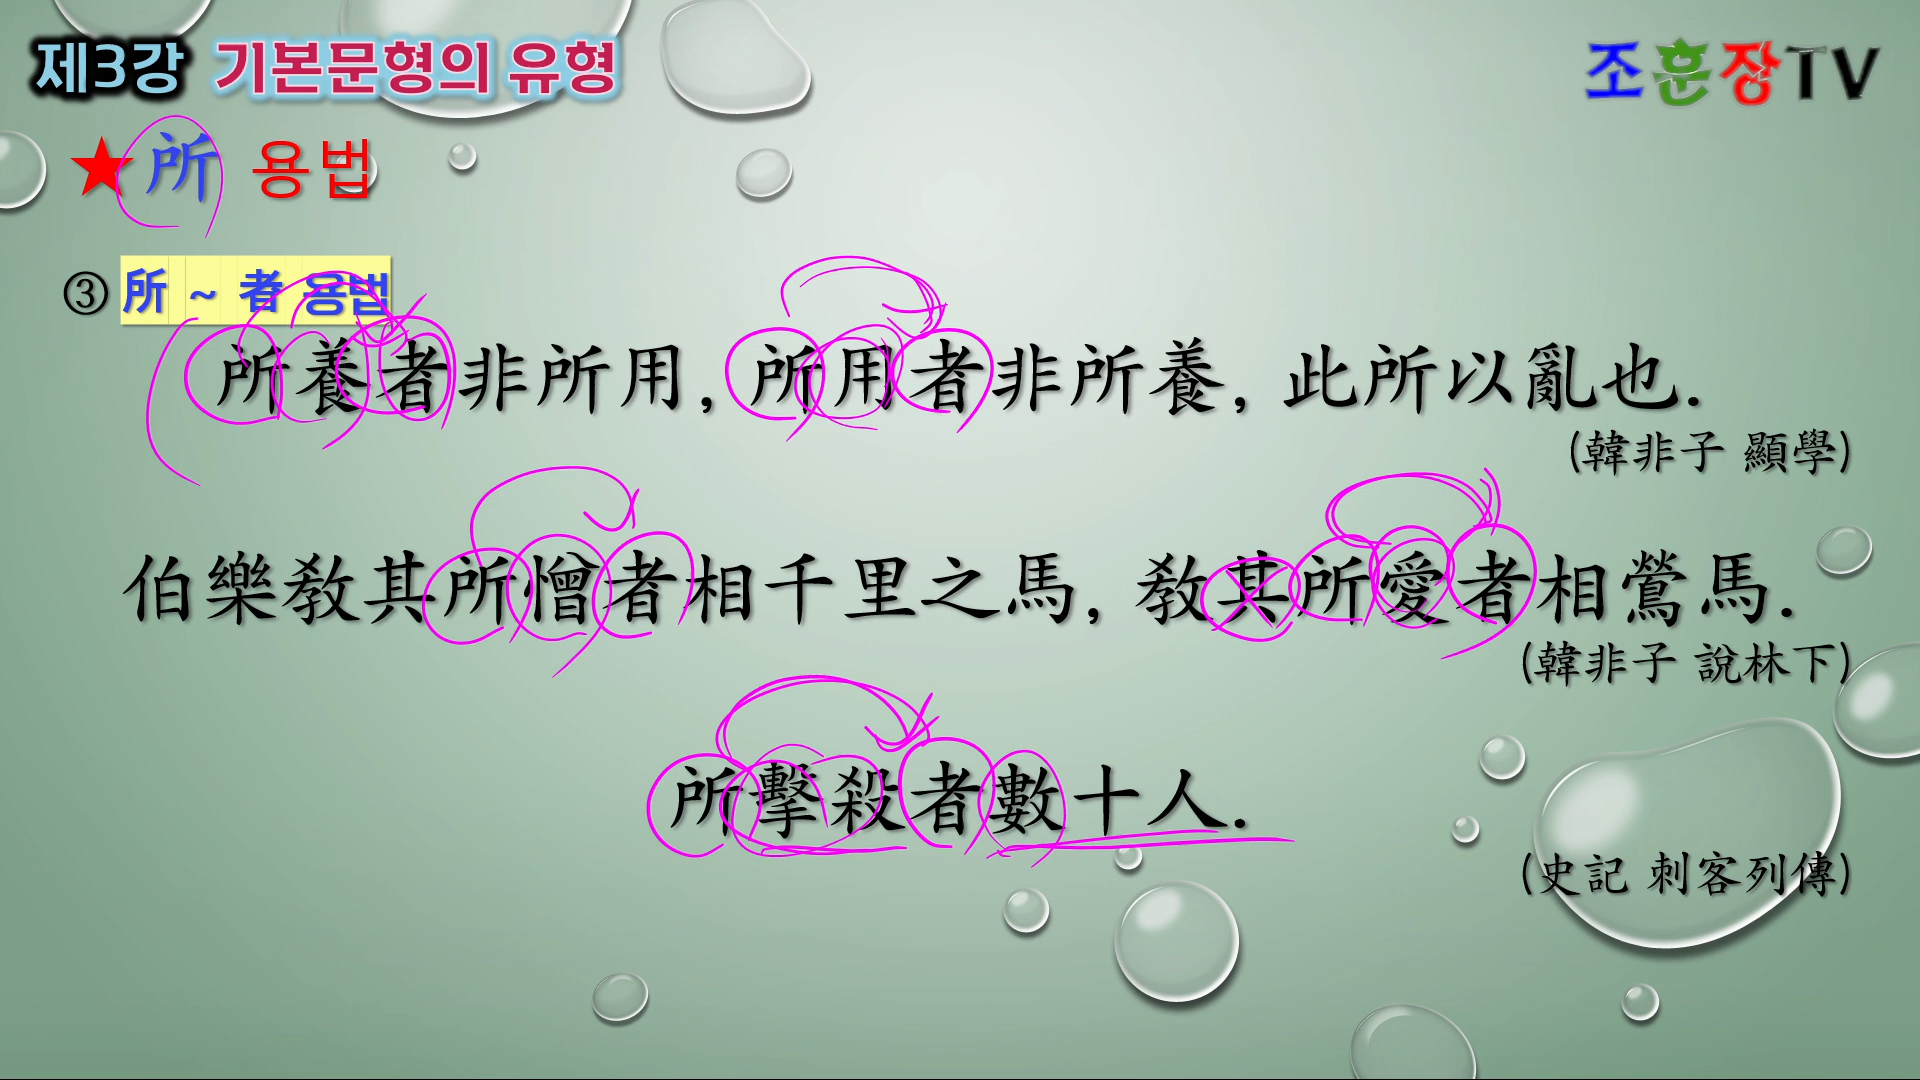 제3강 기본문형의 유형
조훈장TV
★所 용법
③ 所 ~ 者 용법
所養者非所用, 所用者非所養, 此所以亂也.
(韓非子 顯學)
伯樂敎其所憎者相千里之馬, 敎其所愛者相鶯馬.
(韓非子 說林下)
所擊殺者數十人.
(史記 刺客列傳)